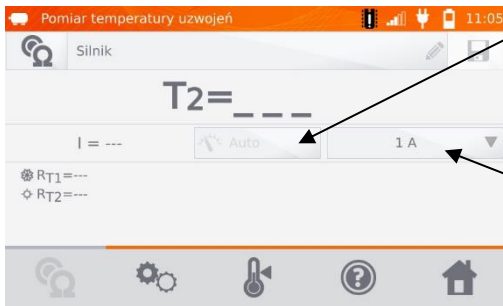 Pomiar temperatury uzwojeń 11:05
Silnik
T2=_ _ _
I = --- Auto 1 A
RT1=---
RT2=---